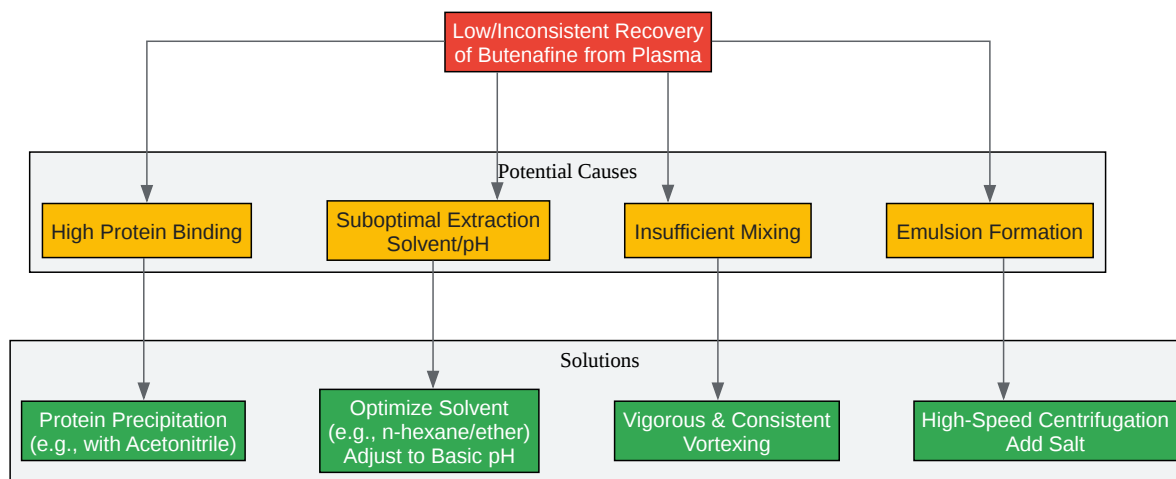 Low/Inconsistent Recovery
of Butenafine from Plasma
Potential Causes
High Protein Binding
Suboptimal Extraction
Solvent/pH
Insufficient Mixing
Emulsion Formation
Solutions
Protein Precipitation
(e.g., with Acetonitrile)
Optimize Solvent
(e.g., n-hexane/ether)
Adjust to Basic pH
Vigorous & Consistent
Vortexing
High-Speed Centrifugation
Add Salt